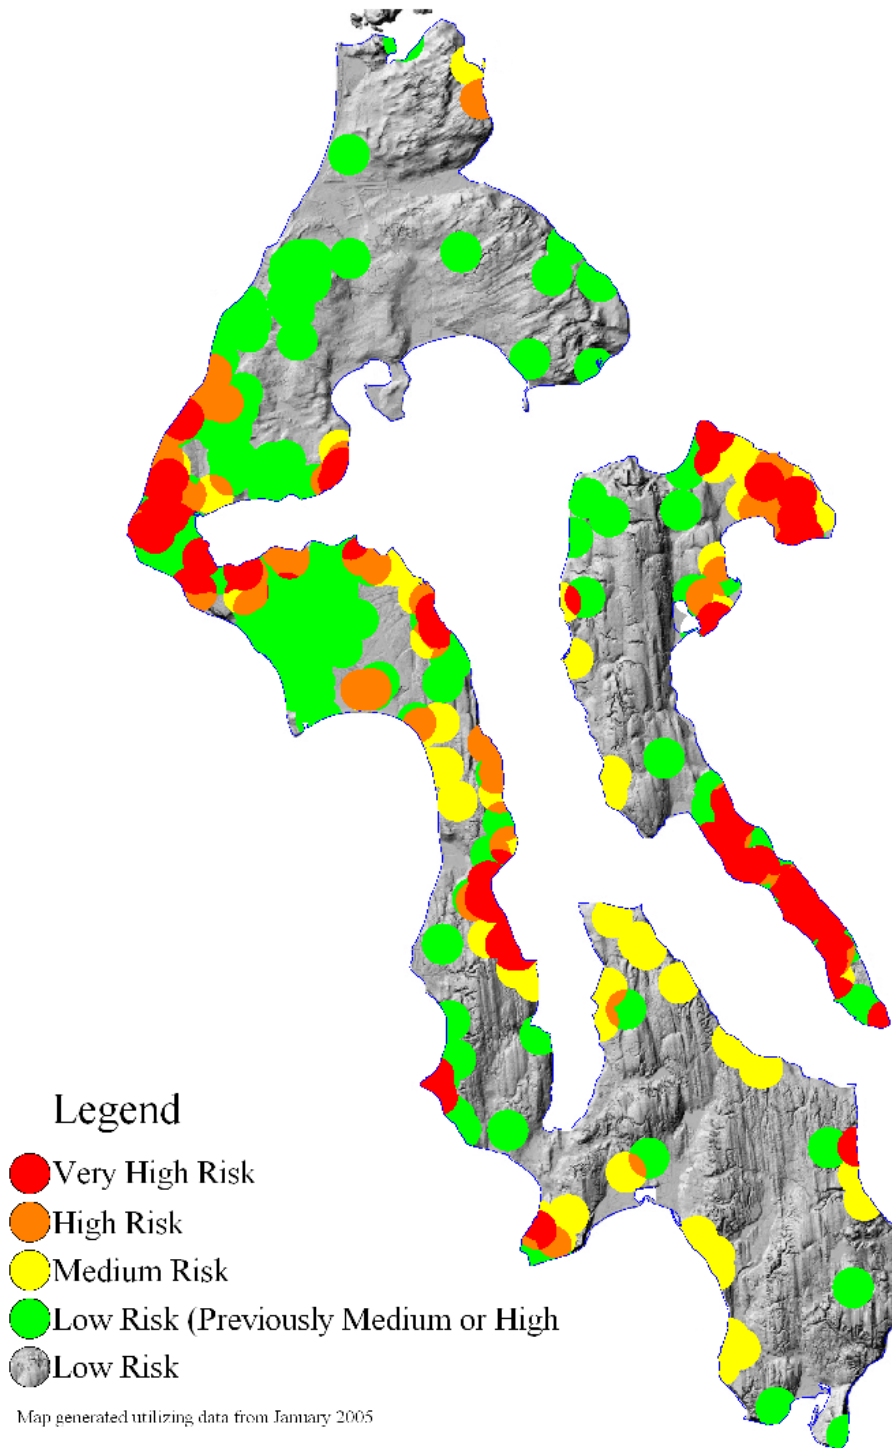 Legend
Very High Risk
High Risk
Medium Risk
Low Risk (Previously Medium or High
Low Risk
Map generated utilizing data from January 2005